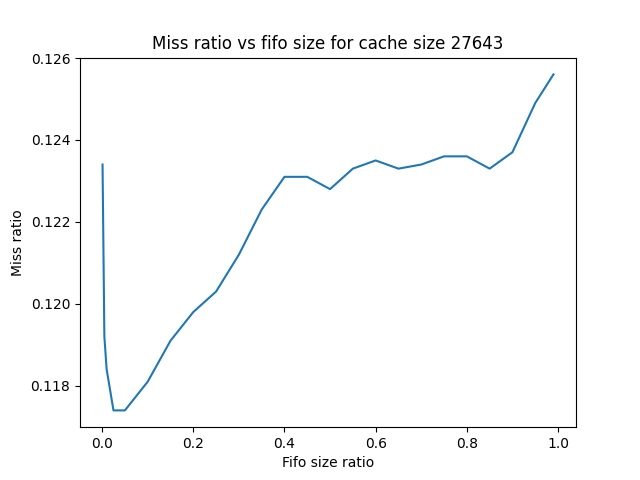 Miss ratio vs fifo size for cache size 27643
0.126
0.124
0.122
0.120
0.118
Miss ratio
0.0 0.2 0.4 0.6 0.8 1.0
Fifo size ratio